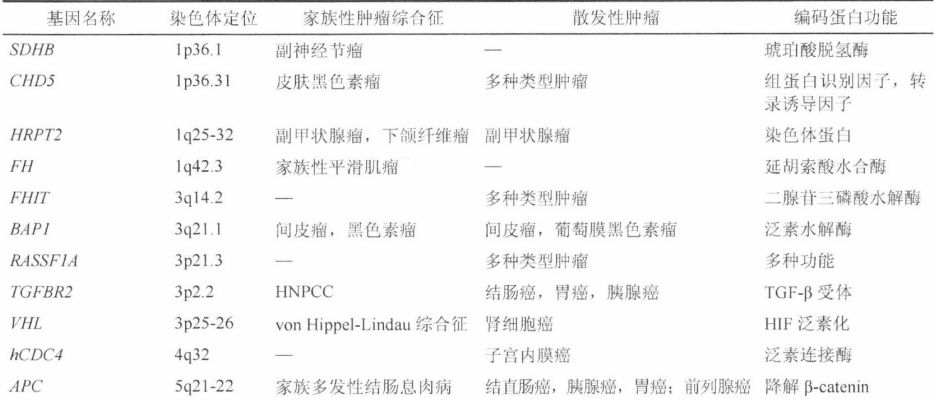 基因名称 染色体定位 家族性肿瘤综合征 散发性肿瘤 编码蛋白功能
SDHB 1p36.1 副神经节瘤 — 琥珀酸脱氢酶
CHD5 1p36.31 皮肤黑色素瘤 多种类型肿瘤 组蛋白识别因子，转
录诱导因子
HRPT2 1q25-32 副甲状腺瘤，下颌纤维瘤 副甲状腺瘤 染色体蛋白
FH 1q42.3 家族性平滑肌瘤 — 延胡索酸水合酶
FHIT 3q14.2 — 多种类型肿瘤 二腺苷三磷酸水解酶
BAP1 3q21.1 间皮瘤，黑色素瘤 间皮瘤，葡萄膜黑色素瘤 泛素水解酶
RASSF1A 3p21.3 — 多种类型肿瘤 多种功能
TGFBR2 3p2.2 HNPCC 结肠癌，胃癌，胰腺癌 TGF-β 受体
VHL 3p25-26 von Hippel-Lindau 综合征 肾细胞癌 HIF 泛素化
hCDC4 4q32 — 子宫内膜癌 泛素连接酶
APC 5q21-22 家族多发性结肠息肉病 结直肠癌，胰腺癌，胃癌；前列腺癌 降解 β-catenin